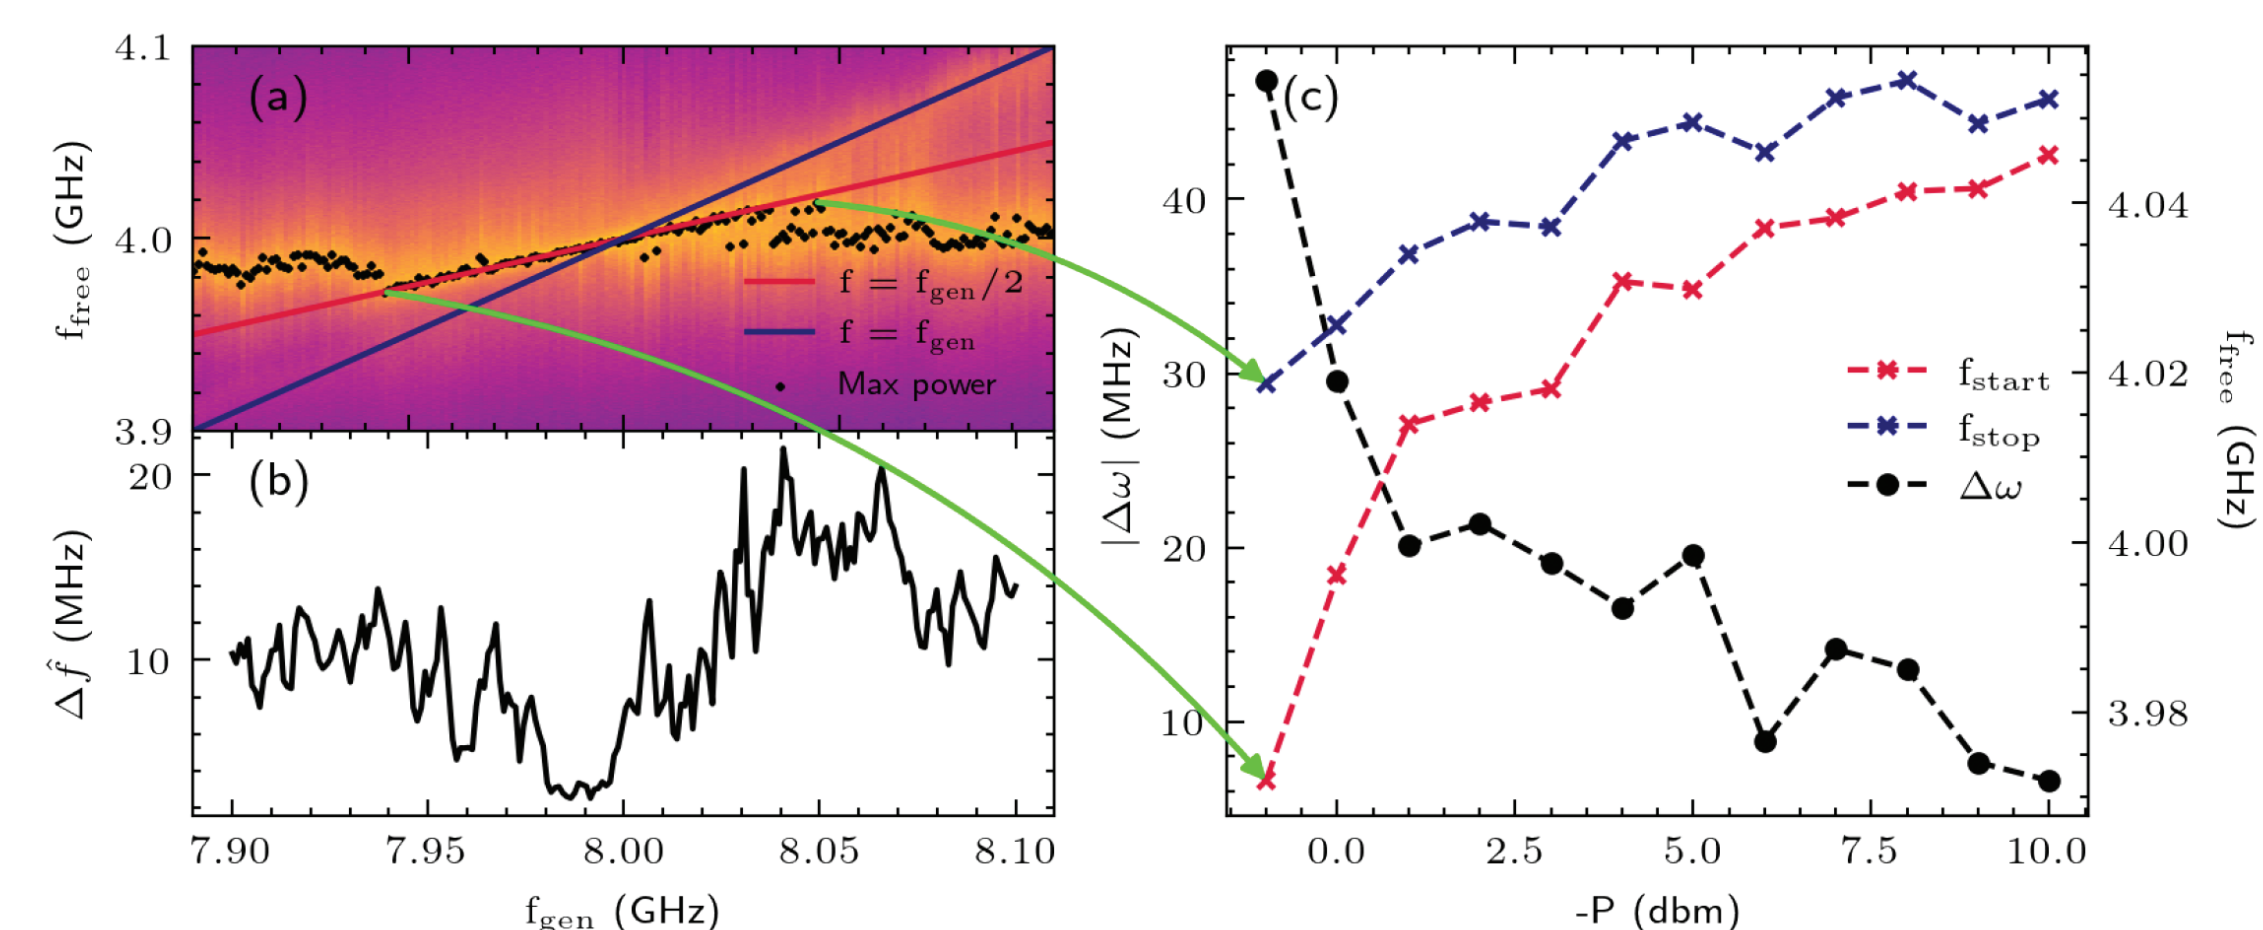 4.1
4.0
3.9
f_free (GHz)
(a)
f = f_gen/2
f = f_gen
Max power
20
10
Δf̂ (MHz)
(b)
7.90 7.95 8.00 8.05 8.10
f_gen (GHz)
(c)
40
30
20
10
|Δω| (MHz)
f_start
f_stop
Δω
4.04
4.02
4.00
3.98
f_free (GHz)
0.0 2.5 5.0 7.5 10.0
-P (dbm)